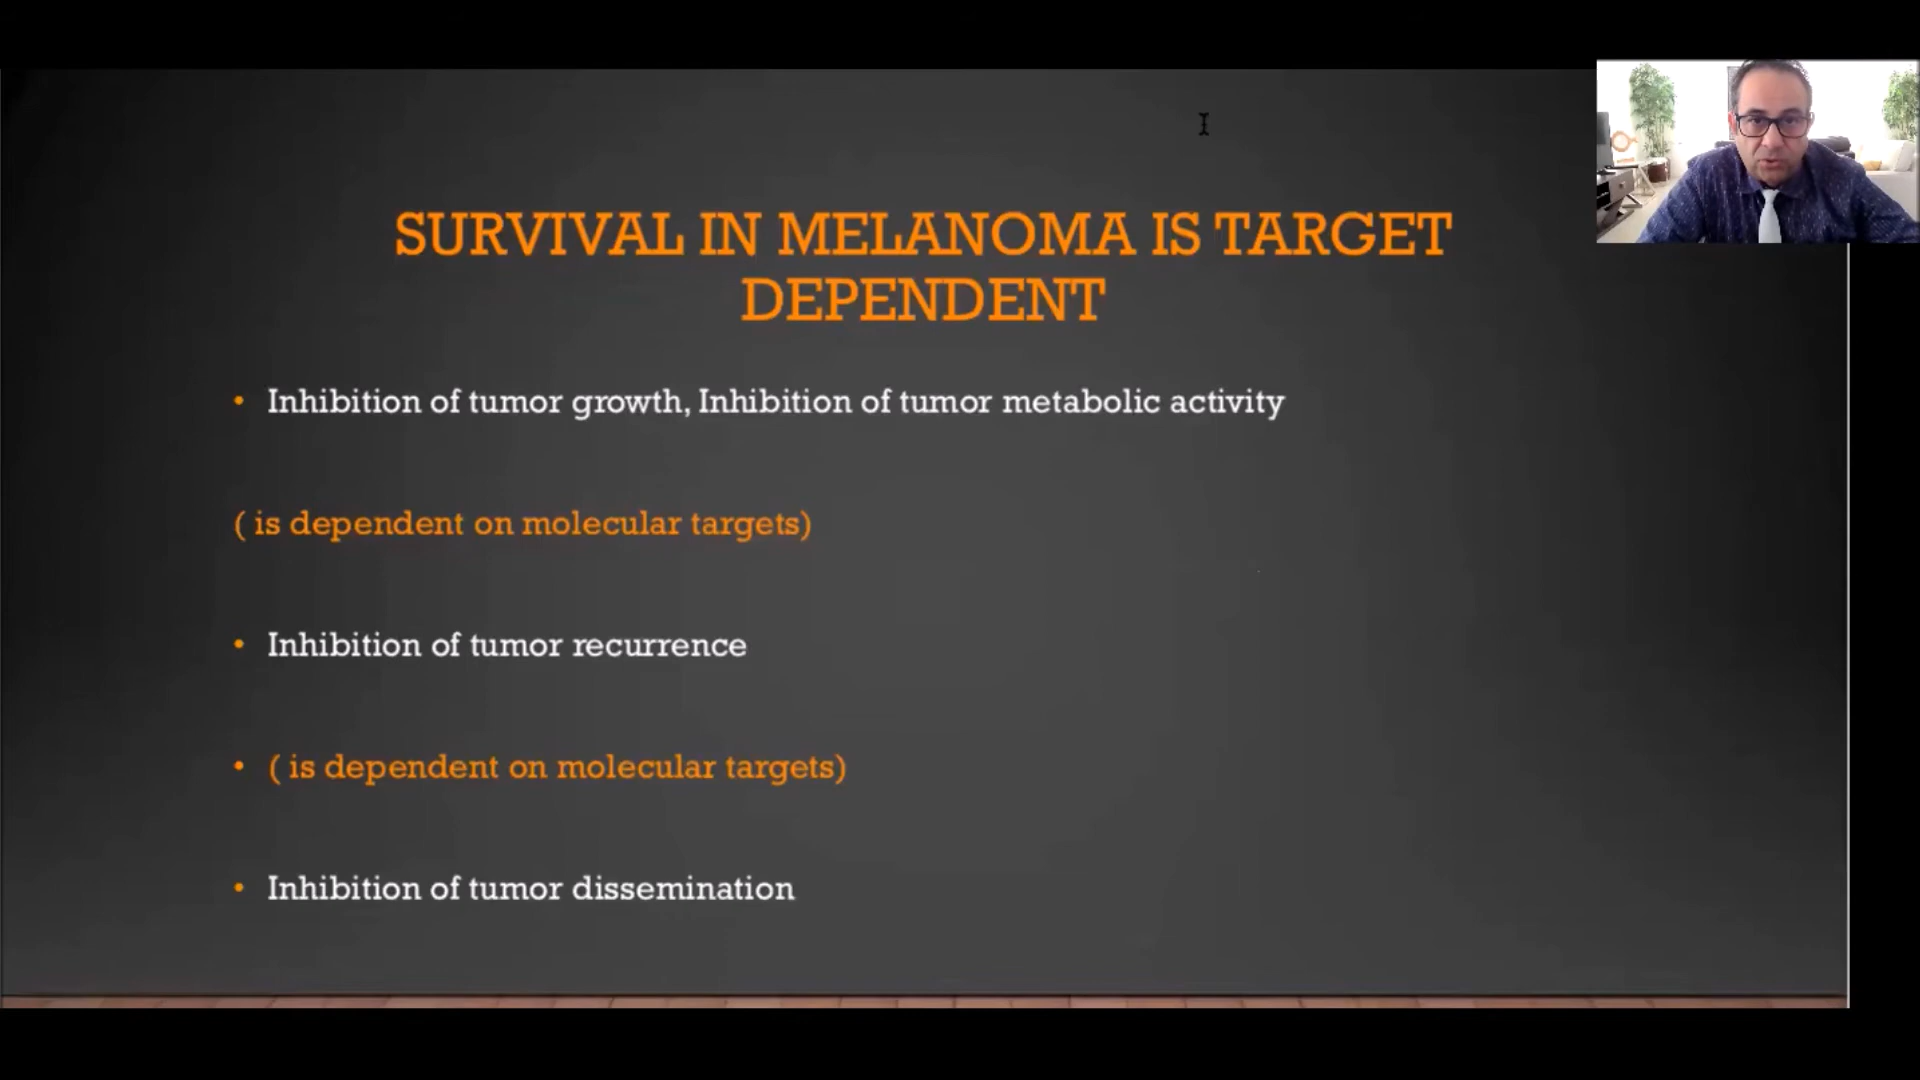 SURVIVAL IN MELANOMA IS TARGET
DEPENDENT
• Inhibition of tumor growth, Inhibition of tumor metabolic activity
( is dependent on molecular targets)
• Inhibition of tumor recurrence
• ( is dependent on molecular targets)
• Inhibition of tumor dissemination